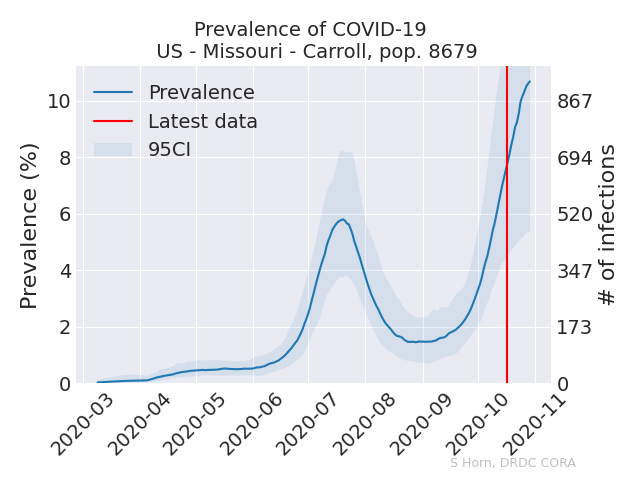 Prevalence of COVID-19
US - Missouri - Carroll, pop. 8679
Prevalence
Latest data
95CI
Prevalence (%)
10
8
6
4
2
0
867
694
520
347
173
0
# of infections
2020-03
2020-04
2020-05
2020-06
2020-07
2020-08
2020-09
2020-10
2020-11
S Horn, DRDC CORA